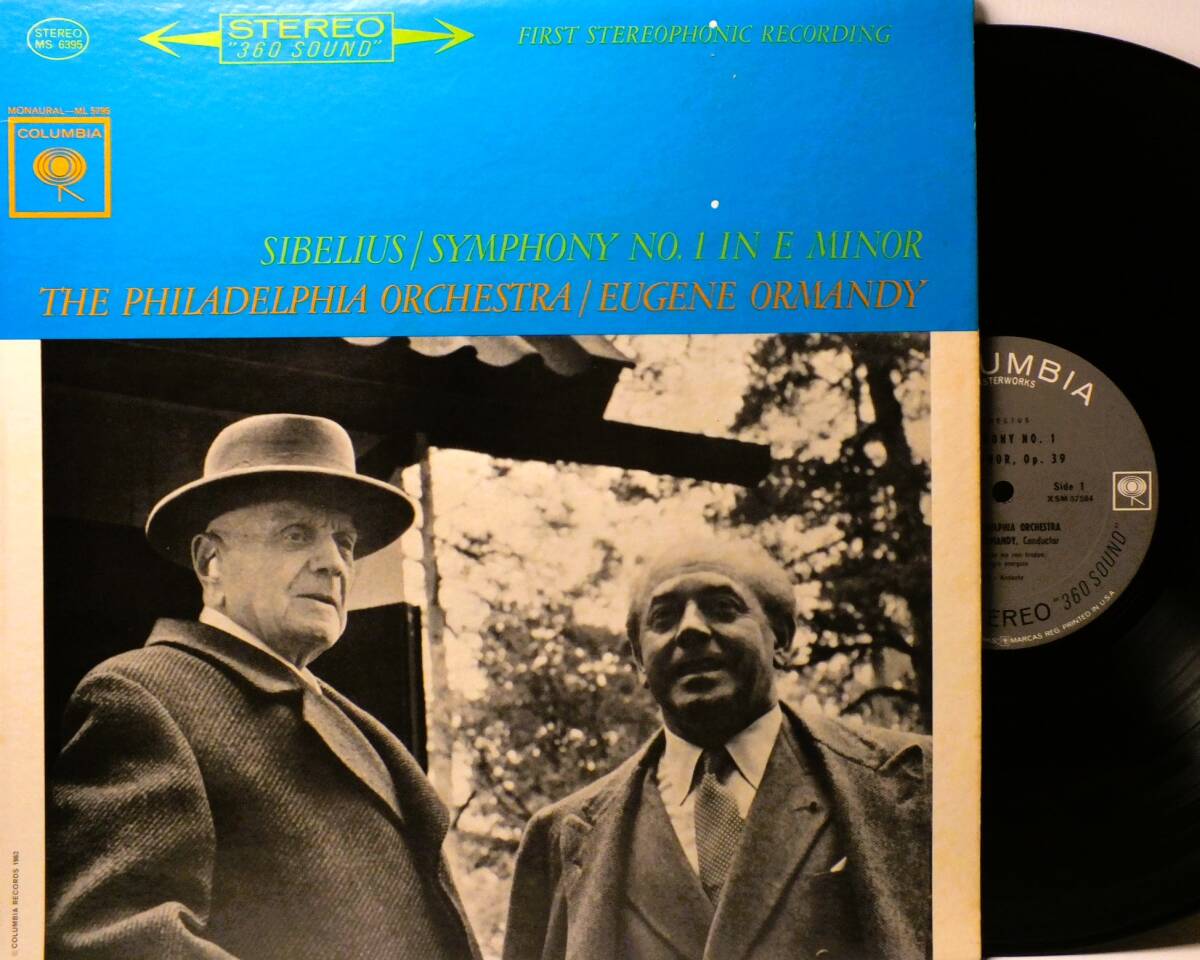 STEREO
MS 6395
STEREO
"360 SOUND"
FIRST STEREOPHONIC RECORDING
MONAURAL—ML 5795
COLUMBIA
SIBELIUS / SYMPHONY NO. 1 IN E MINOR
THE PHILADELPHIA ORCHESTRA / EUGENE ORMANDY
© COLUMBIA RECORDS 1962
UMBIA
STERWORKS
ELIUS
ONY NO. 1
NOR, Op. 39
Side 1
XSM 57584
LPHIA ORCHESTRA
MANDY, Conductor
Andante
EREO "360 SOUND"
MARCAS REG. PRINTED IN U.S.A.